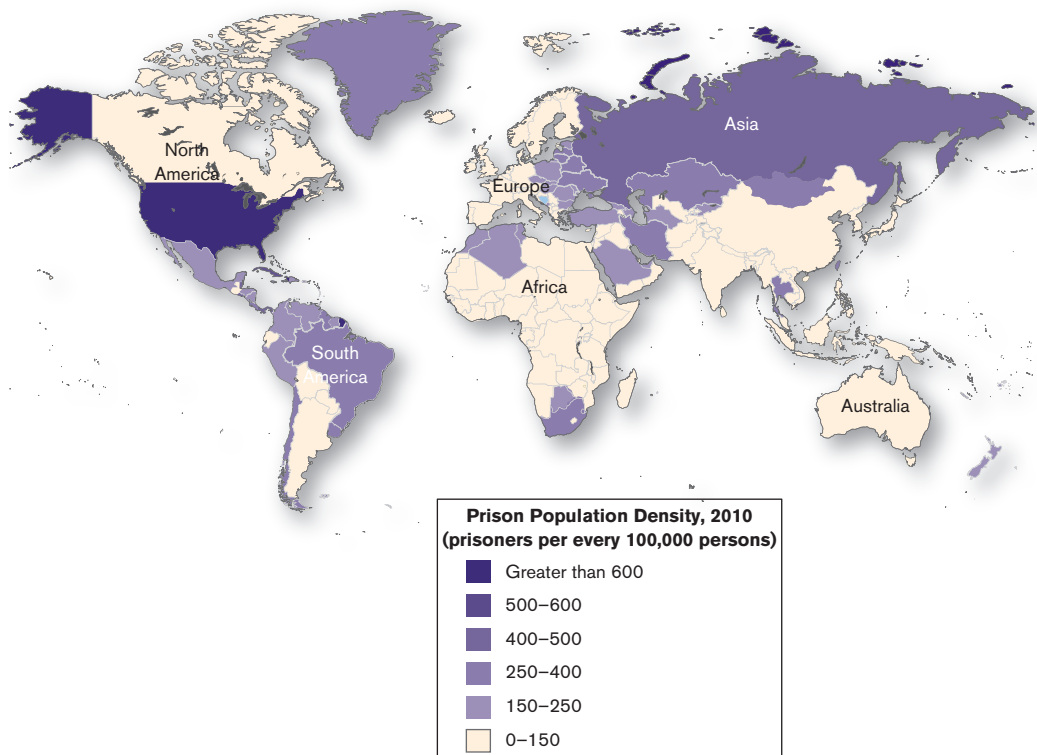 Asia
North
America
Europe
Africa
South
America
Australia
Prison Population Density, 2010
(prisoners per every 100,000 persons)
Greater than 600
500–600
400–500
250–400
150–250
0–150